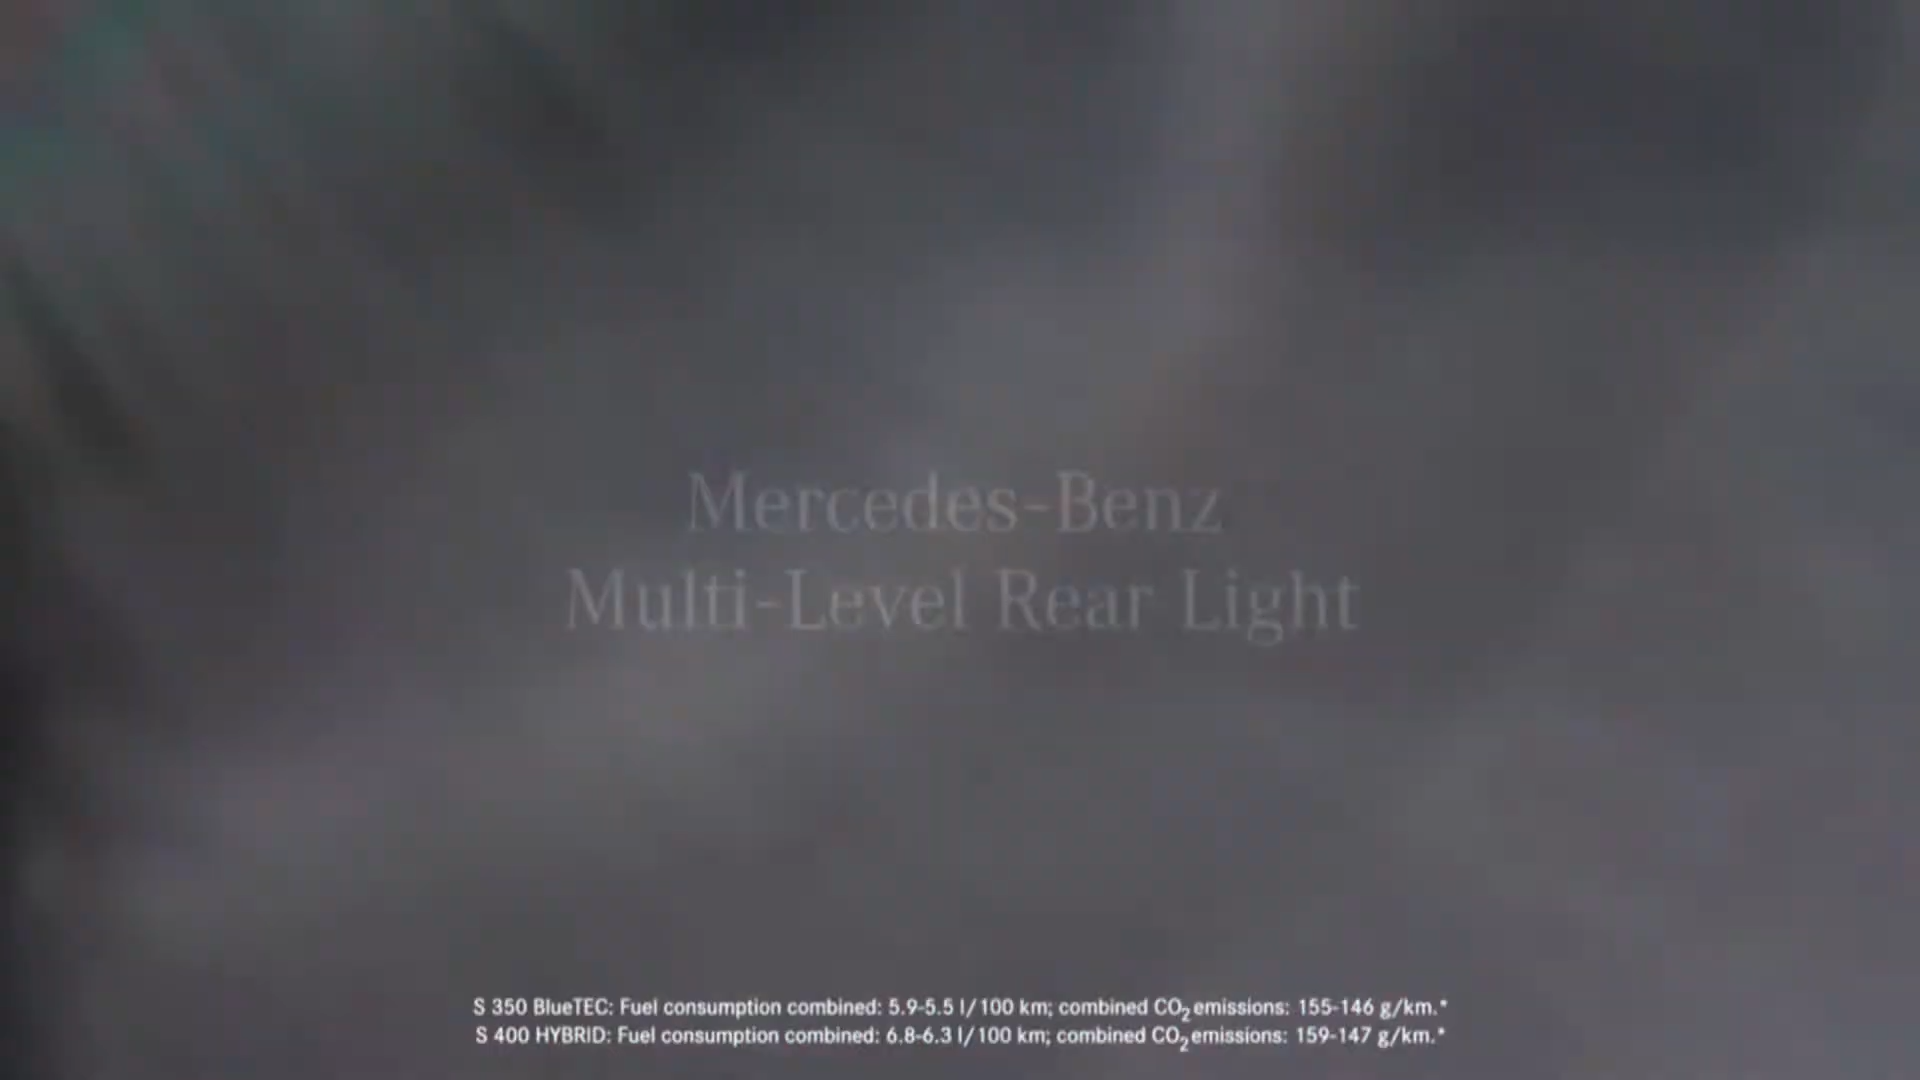 Mercedes-Benz
Multi-Level Rear Light
S 350 BlueTEC: Fuel consumption combined: 5.9-5.5 l/100 km; combined CO₂ emissions: 155-146 g/km.*
S 400 HYBRID: Fuel consumption combined: 6.8-6.3 l/100 km; combined CO₂ emissions: 159-147 g/km.*